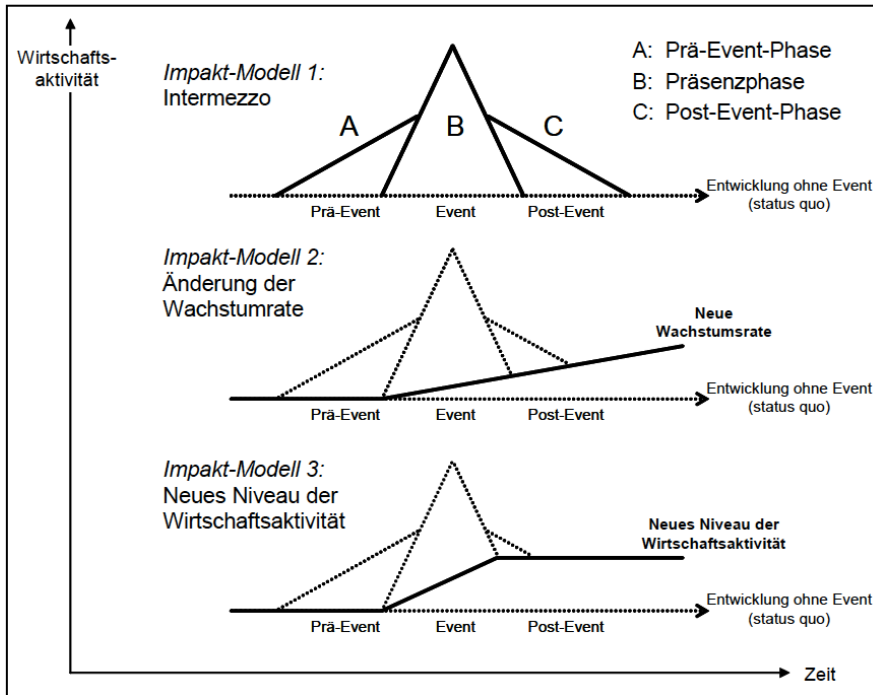 Wirtschafts-
aktivität
Impakt-Modell 1:
Intermezzo
A: Prä-Event-Phase
B: Präsenzphase
C: Post-Event-Phase
A
B
C
Entwicklung ohne Event
(status quo)
Prä-Event
Event
Post-Event
Impakt-Modell 2:
Änderung der
Wachstumrate
Neue
Wachstumsrate
Entwicklung ohne Event
(status quo)
Prä-Event
Event
Post-Event
Impakt-Modell 3:
Neues Niveau der
Wirtschaftsaktivität
Neues Niveau der
Wirtschaftsaktivität
Entwicklung ohne Event
(status quo)
Prä-Event
Event
Post-Event
Zeit